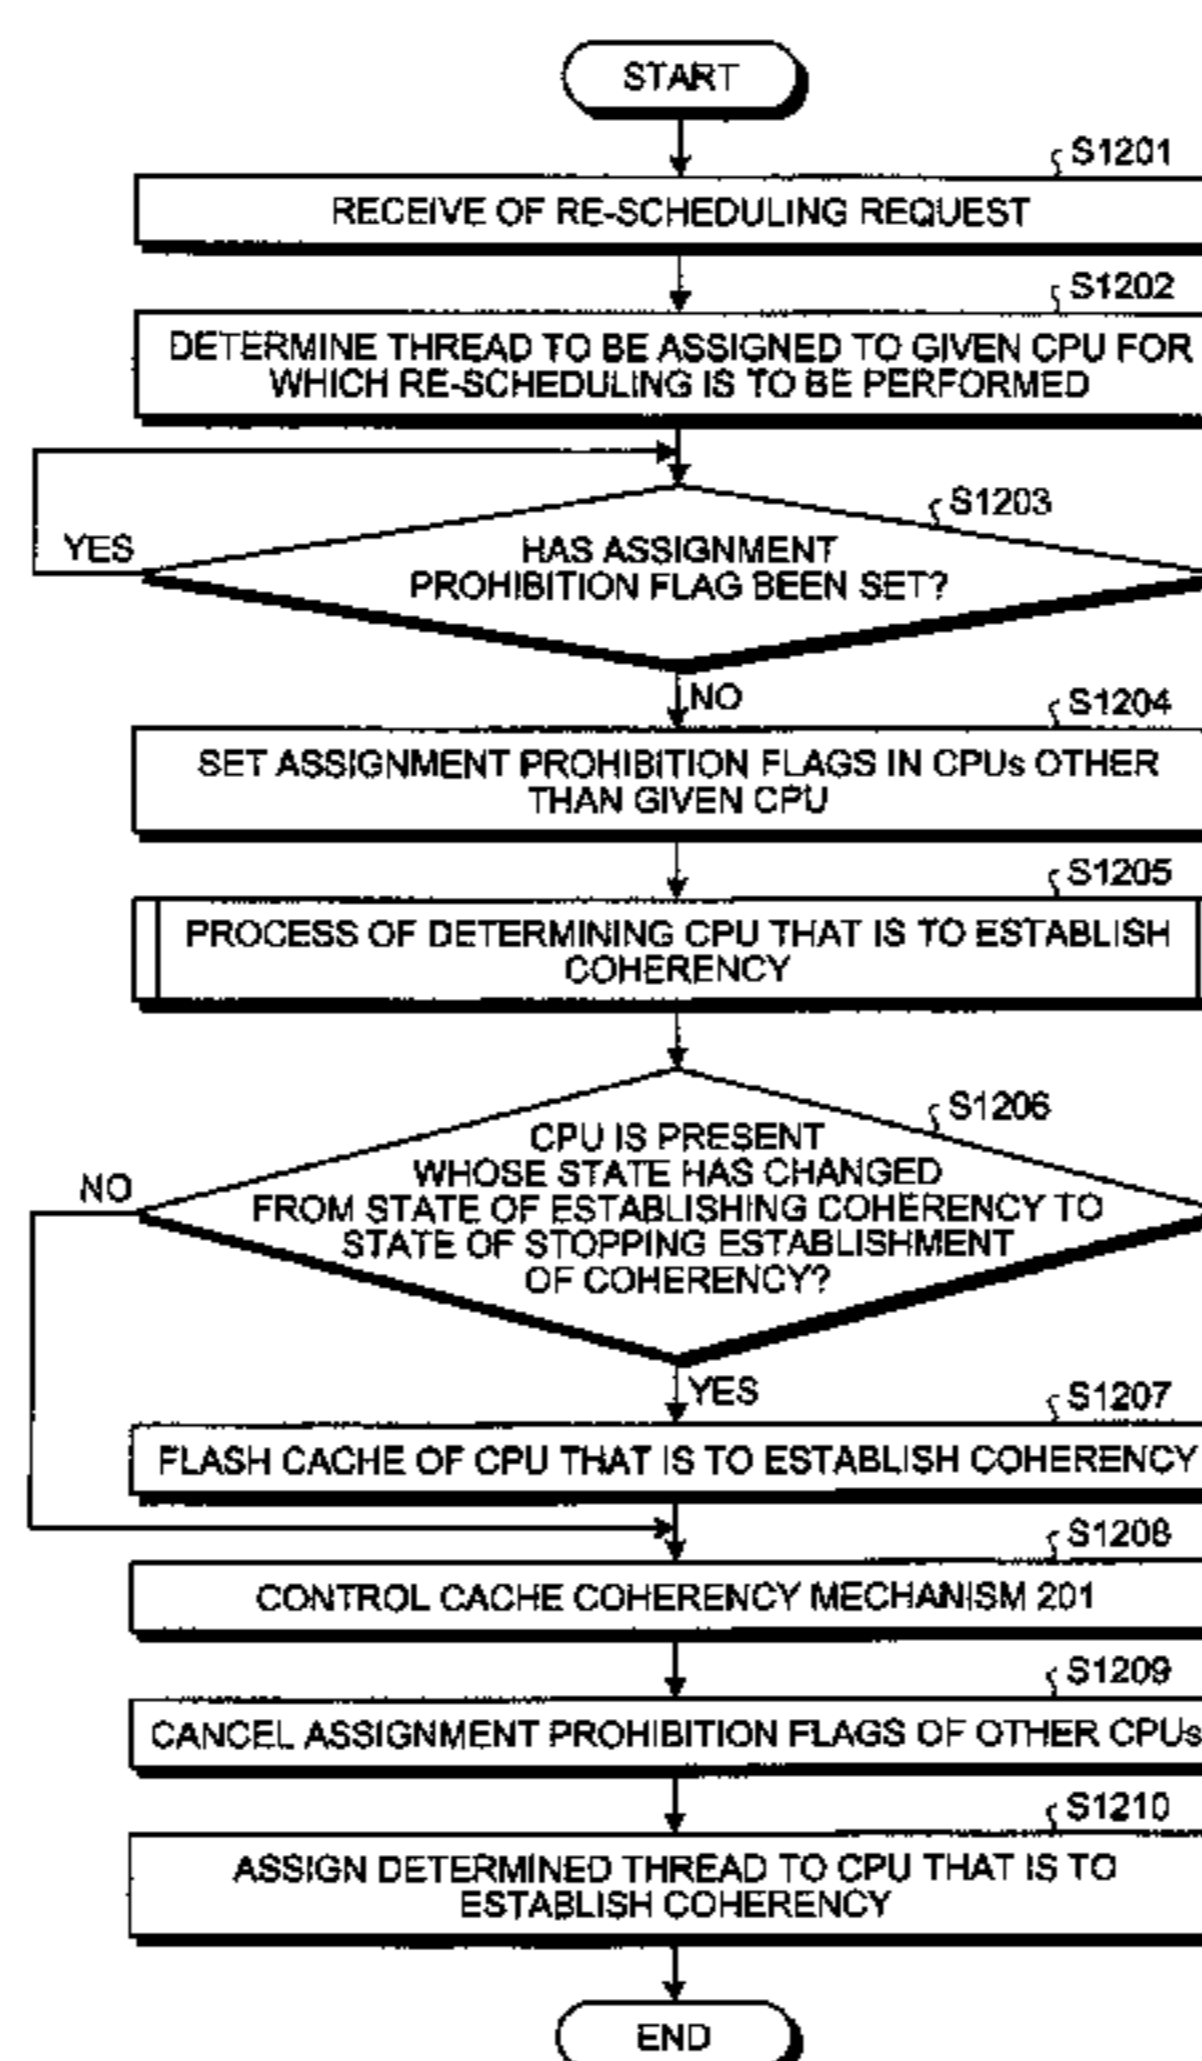 START
S1201
RECEIVE OF RE-SCHEDULING REQUEST
S1202
DETERMINE THREAD TO BE ASSIGNED TO GIVEN CPU FOR
WHICH RE-SCHEDULING IS TO BE PERFORMED
S1203
YES
HAS ASSIGNMENT
PROHIBITION FLAG BEEN SET?
NO
S1204
SET ASSIGNMENT PROHIBITION FLAGS IN CPUs OTHER
THAN GIVEN CPU
S1205
PROCESS OF DETERMINING CPU THAT IS TO ESTABLISH
COHERENCY
S1206
CPU IS PRESENT
WHOSE STATE HAS CHANGED
NO
FROM STATE OF ESTABLISHING COHERENCY TO
STATE OF STOPPING ESTABLISHMENT
OF COHERENCY?
YES
S1207
FLASH CACHE OF CPU THAT IS TO ESTABLISH COHERENCY
S1208
CONTROL CACHE COHERENCY MECHANISM 201
S1209
CANCEL ASSIGNMENT PROHIBITION FLAGS OF OTHER CPUs
S1210
ASSIGN DETERMINED THREAD TO CPU THAT IS TO
ESTABLISH COHERENCY
END